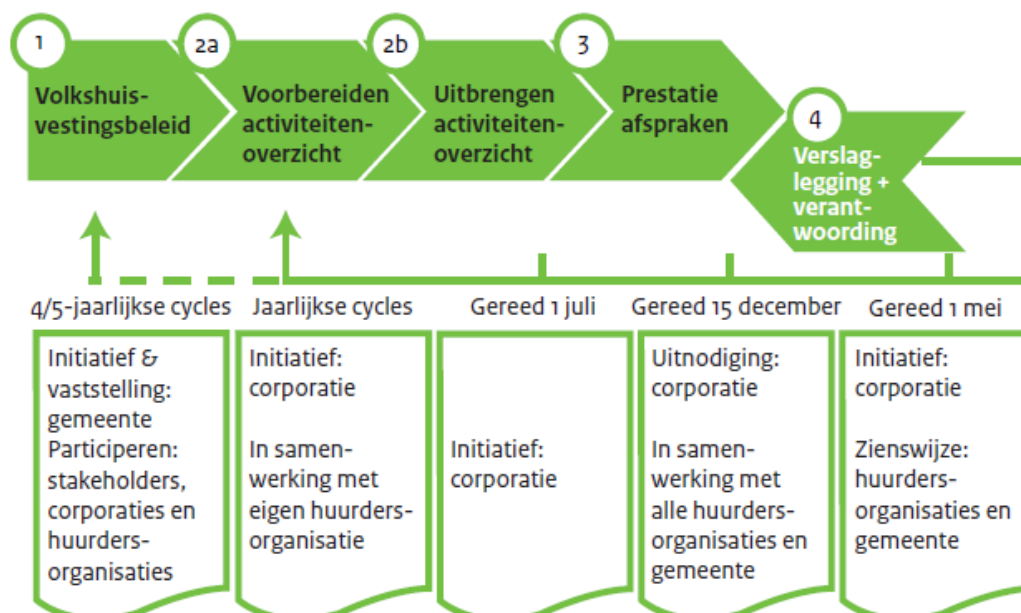 1
Volkshuis-
vestingsbeleid
2a
Voorbereiden
activiteiten-
overzicht
2b
Uitbrengen
activiteiten-
overzicht
3
Prestatie
afspraken
4
Verslag-
legging +
verant-
woording
4/5-jaarlijkse cycles
Jaarlijkse cycles
Gereed 1 juli
Gereed 15 december
Gereed 1 mei
Initiatief &
vaststelling:
gemeente
Participeren:
stakeholders,
corporaties en
huurders-
organisaties
Initiatief:
corporatie
In samen-
werking met
eigen huurders-
organisatie
Initiatief:
corporatie
Uitnodiging:
corporatie
In samen-
werking met
alle huurders-
organisaties en
gemeente
Initiatief:
corporatie
Zienswijze:
huurders-
organisaties en
gemeente